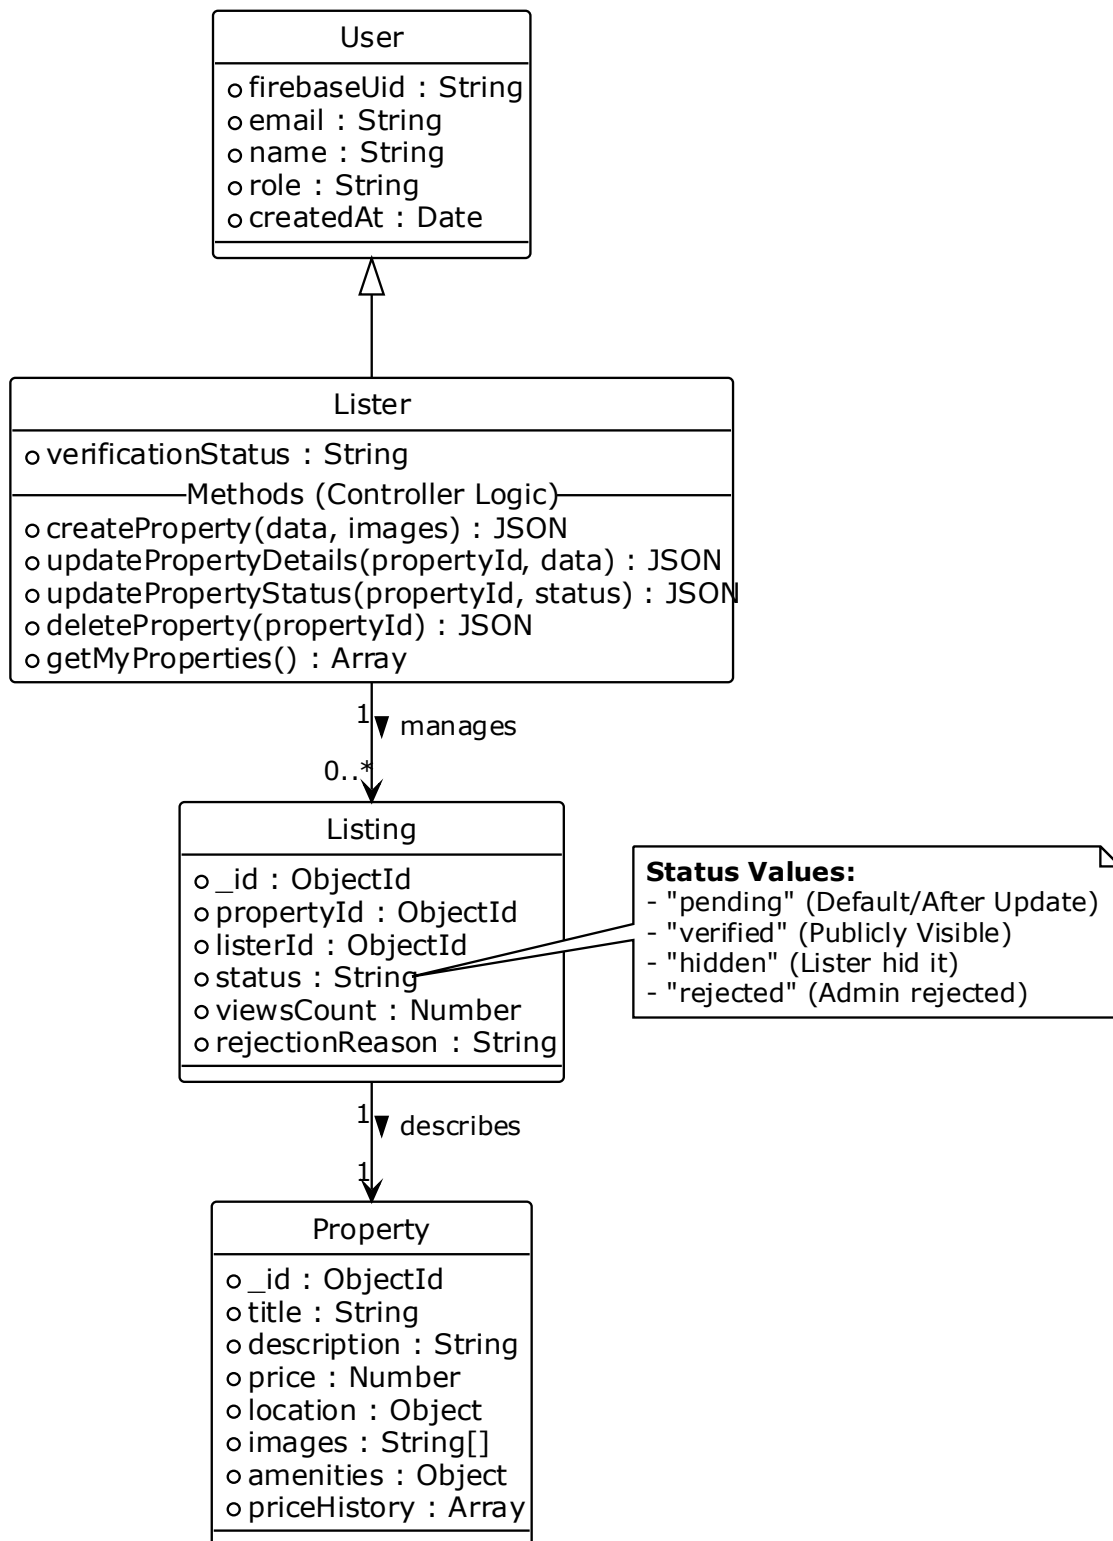 User
firebaseUid : String
email : String
name : String
role : String
createdAt : Date
Lister
verificationStatus : String
Methods (Controller Logic)
createProperty(data, images) : JSON
updatePropertyDetails(propertyId, data) : JSON
updatePropertyStatus(propertyId, status) : JSON
deleteProperty(propertyId) : JSON
getMyProperties() : Array
1
manages
0..*
Listing
_id : ObjectId
propertyId : ObjectId
listerId : ObjectId
status : String
viewsCount : Number
rejectionReason : String
Status Values:
- "pending" (Default/After Update)
- "verified" (Publicly Visible)
- "hidden" (Lister hid it)
- "rejected" (Admin rejected)
1
describes
1
Property
_id : ObjectId
title : String
description : String
price : Number
location : Object
images : String[]
amenities : Object
priceHistory : Array